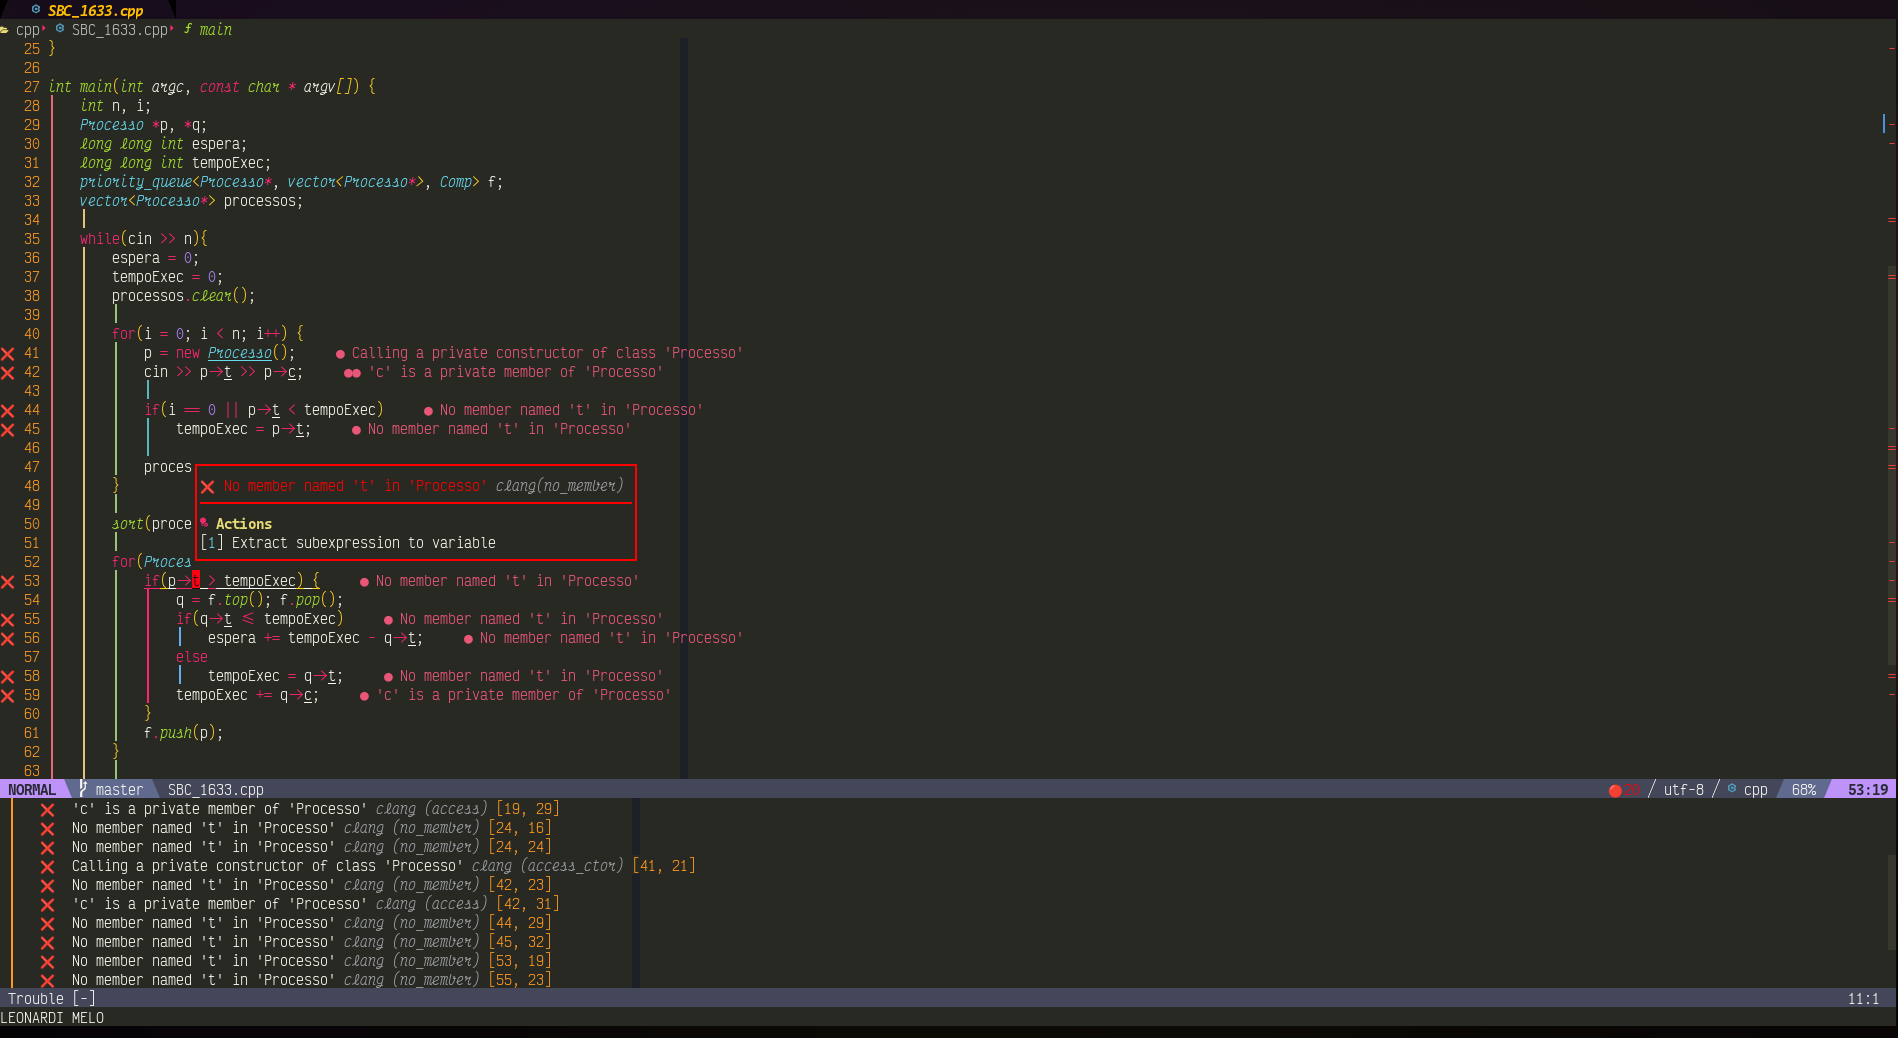 SBC_1633.cpp
cpp SBC_1633.cpp ƒ main
25 }
26
27 int main(int argc, const char * argv[]) {
28 int n, i;
29 Processo *p, *q;
30 long long int espera;
31 long long int tempoExec;
32 priority_queue<Processo*, vector<Processo*>, Comp> f;
33 vector<Processo*> processos;
34
35 while(cin >> n){
36 espera = 0;
37 tempoExec = 0;
38 processos.clear();
39
40 for(i = 0; i < n; i++) {
41 p = new Processo(); ● Calling a private constructor of class 'Processo'
42 cin >> p->t >> p->c; ●● 'c' is a private member of 'Processo'
43
44 if(i == 0 || p->t < tempoExec) ● No member named 't' in 'Processo'
45 tempoExec = p->t; ● No member named 't' in 'Processo'
46
47 proces
48 }
❌ No member named 't' in 'Processo' clang(no_member)
49
50 sort(proce
Actions
51
[1] Extract subexpression to variable
52 for(Proces
53 if(p->t > tempoExec) { ● No member named 't' in 'Processo'
54 q = f.top(); f.pop();
55 if(q->t <= tempoExec) ● No member named 't' in 'Processo'
56 espera += tempoExec - q->t; ● No member named 't' in 'Processo'
57 else
58 tempoExec = q->t; ● No member named 't' in 'Processo'
59 tempoExec += q->c; ● 'c' is a private member of 'Processo'
60 }
61 f.push(p);
62 }
63
NORMAL master SBC_1633.cpp 20 / utf-8 / cpp 68% 53:19
'c' is a private member of 'Processo' clang (access) [19, 29]
No member named 't' in 'Processo' clang (no_member) [24, 16]
No member named 't' in 'Processo' clang (no_member) [24, 24]
Calling a private constructor of class 'Processo' clang (access_ctor) [41, 21]
No member named 't' in 'Processo' clang (no_member) [42, 23]
'c' is a private member of 'Processo' clang (access) [42, 31]
No member named 't' in 'Processo' clang (no_member) [44, 29]
No member named 't' in 'Processo' clang (no_member) [45, 32]
No member named 't' in 'Processo' clang (no_member) [53, 19]
No member named 't' in 'Processo' clang (no_member) [55, 23]
Trouble [-] 11:1
LEONARDI MELO